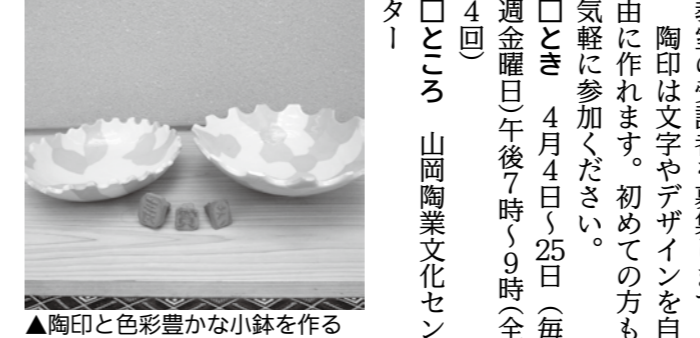 陶印は文字やデザインを自
由に作れます。初めての方も
気軽に参加ください。
□とき　4月4日～25日（毎
週金曜日）午後7時～9時（全
4回）
□ところ　山岡陶業文化セン
ター
▲陶印と色彩豊かな小鉢を作る